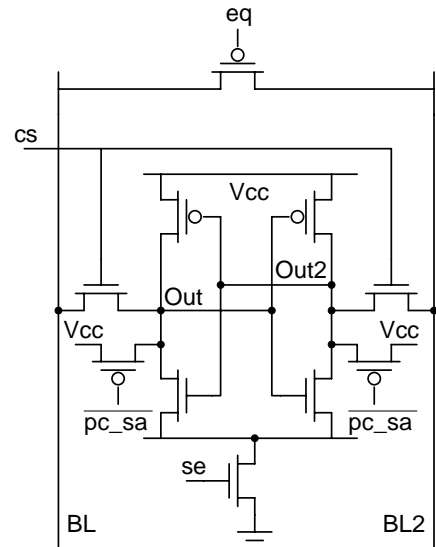 eq
cs
Vcc
Out2
Out
Vcc
Vcc
pc_sa
pc_sa
se
BL
BL2